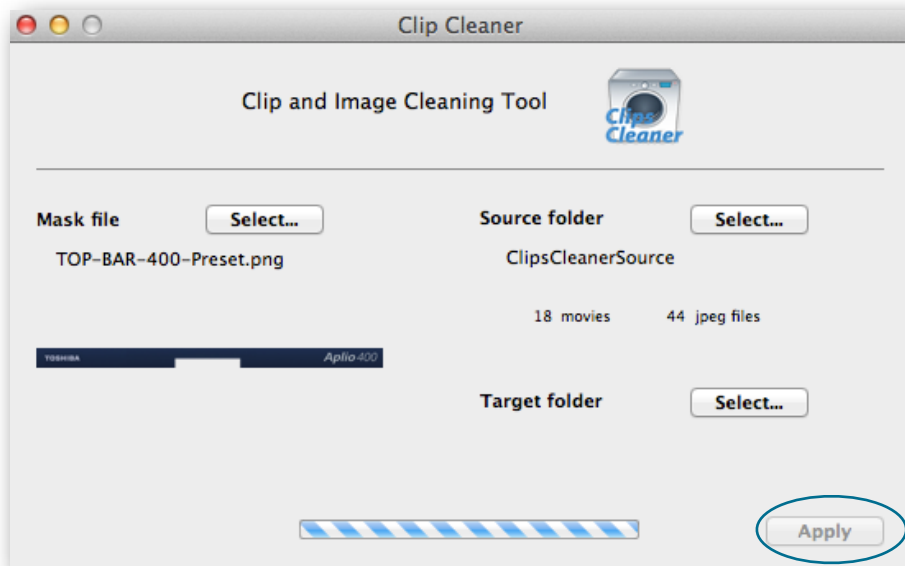 Clip Cleaner
Clip and Image Cleaning Tool
Clips
Cleaner
Mask file
Select...
TOP-BAR-400-Preset.png
TOSHIBA
Aplio 400
Source folder
Select...
ClipsCleanerSource
18 movies
44 jpeg files
Target folder
Select...
Apply